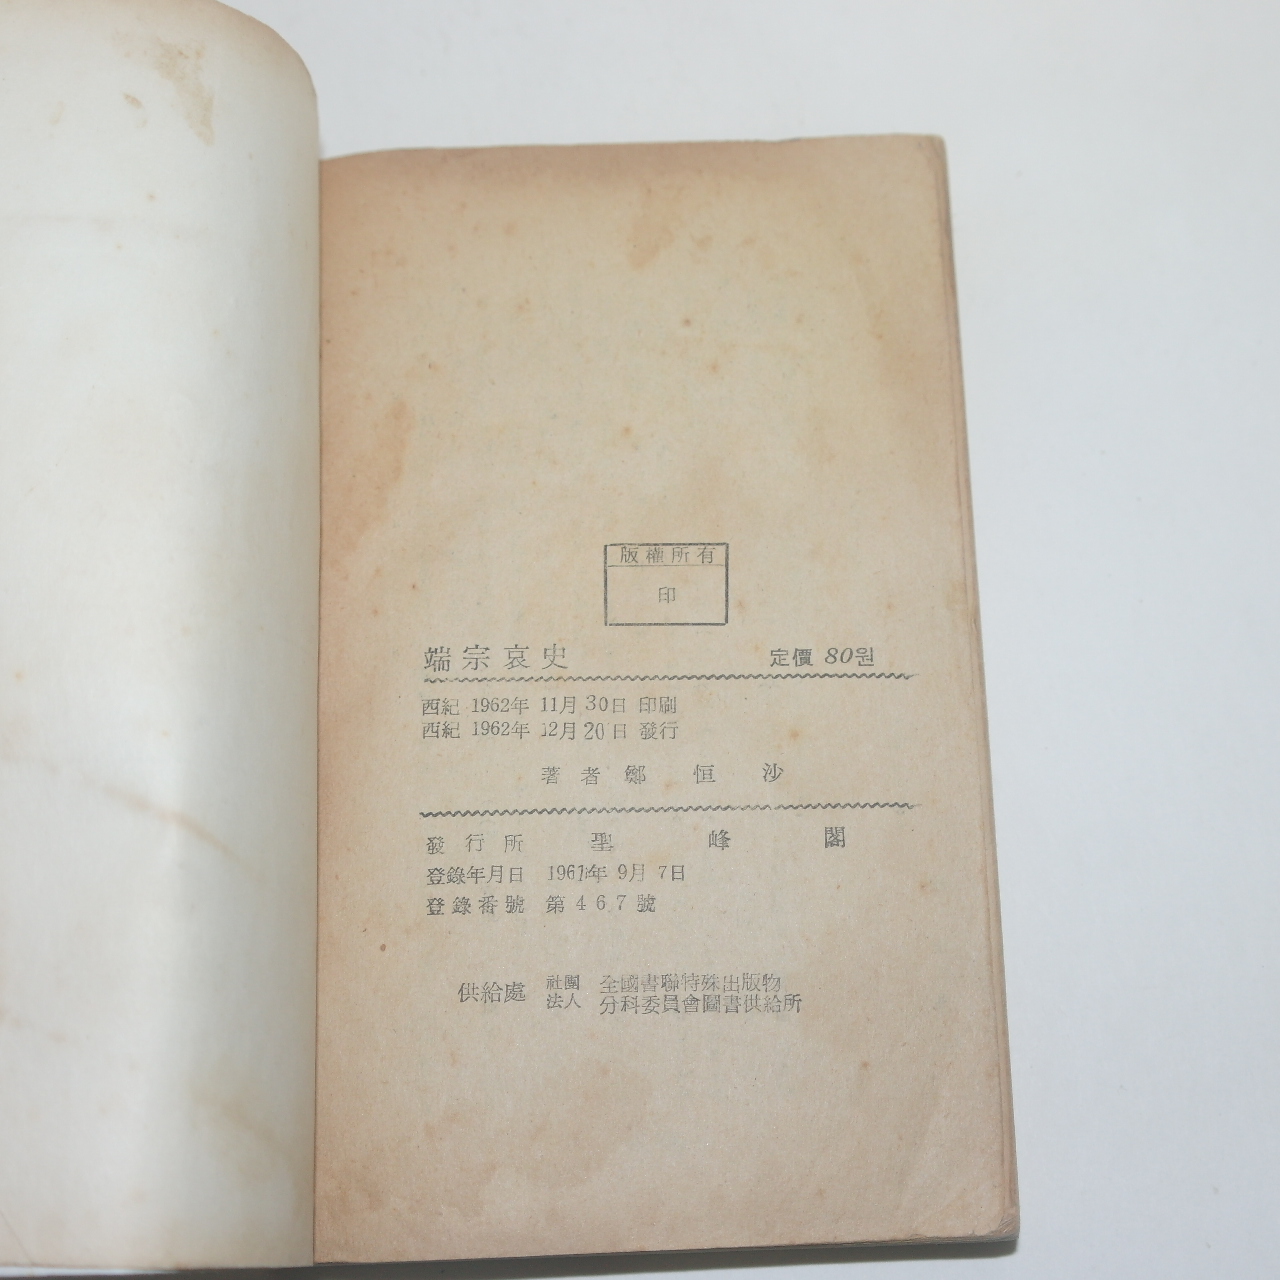 版權所有
印
端宗哀史 定價 80원
西紀 1962年 11月 30日 印刷
西紀 1962年 12月 20日 發行
著者 鄭恒沙
發行所 聖峰閣
登錄年月日 1961年 9月 7日
登錄番號 第467號
供給處 社團法人 全國書聯特殊出版物
分科委員會圖書供給所